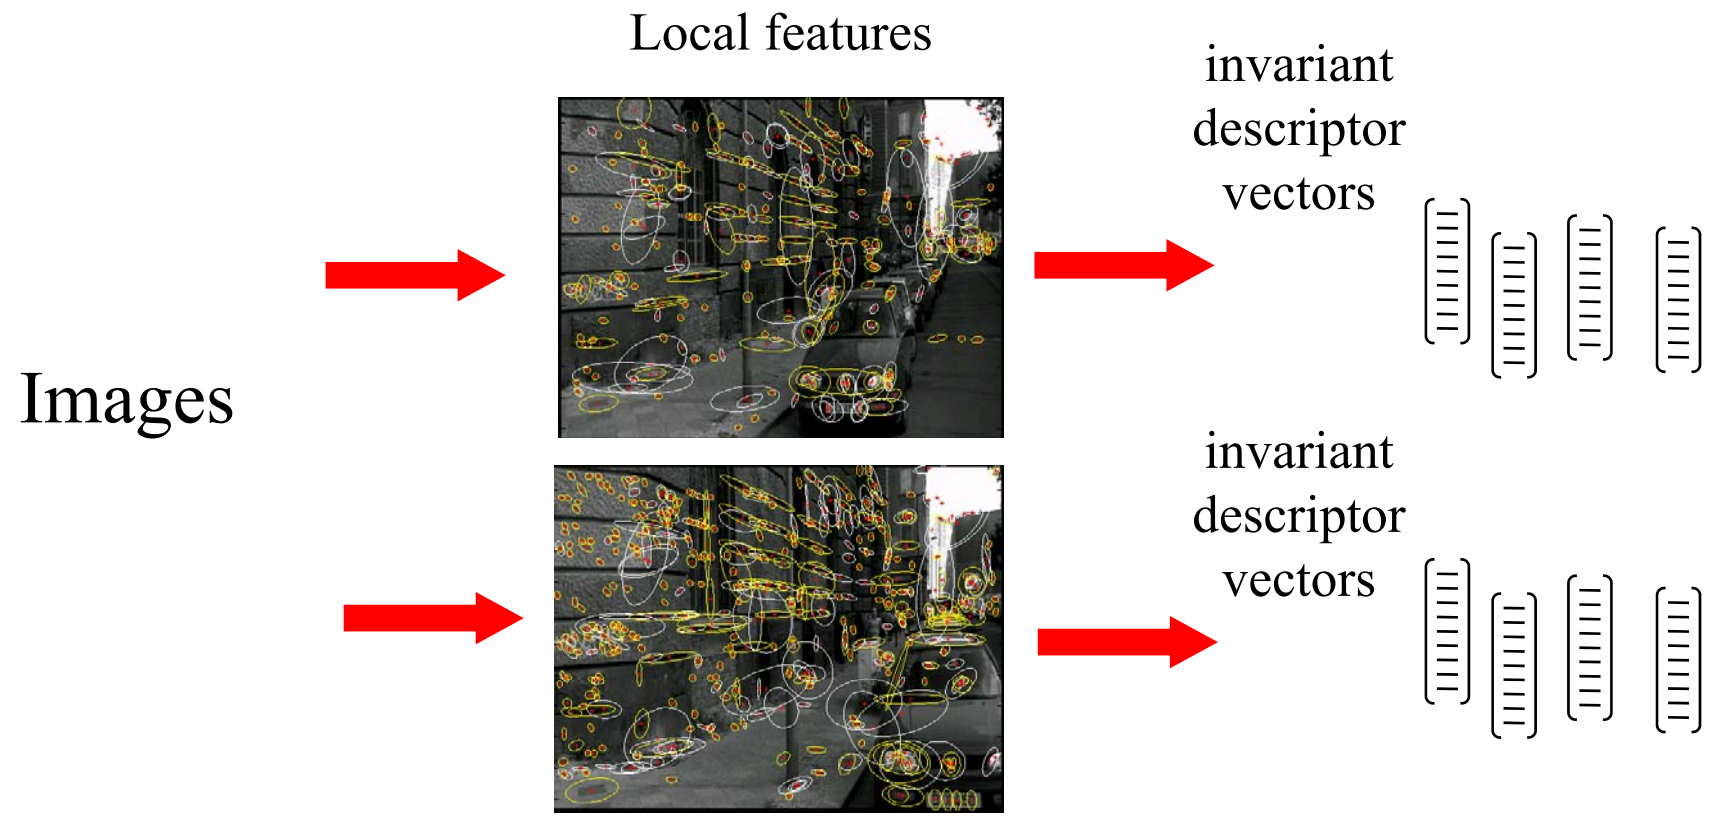 Local features
invariant
descriptor
vectors
Images
invariant
descriptor
vectors